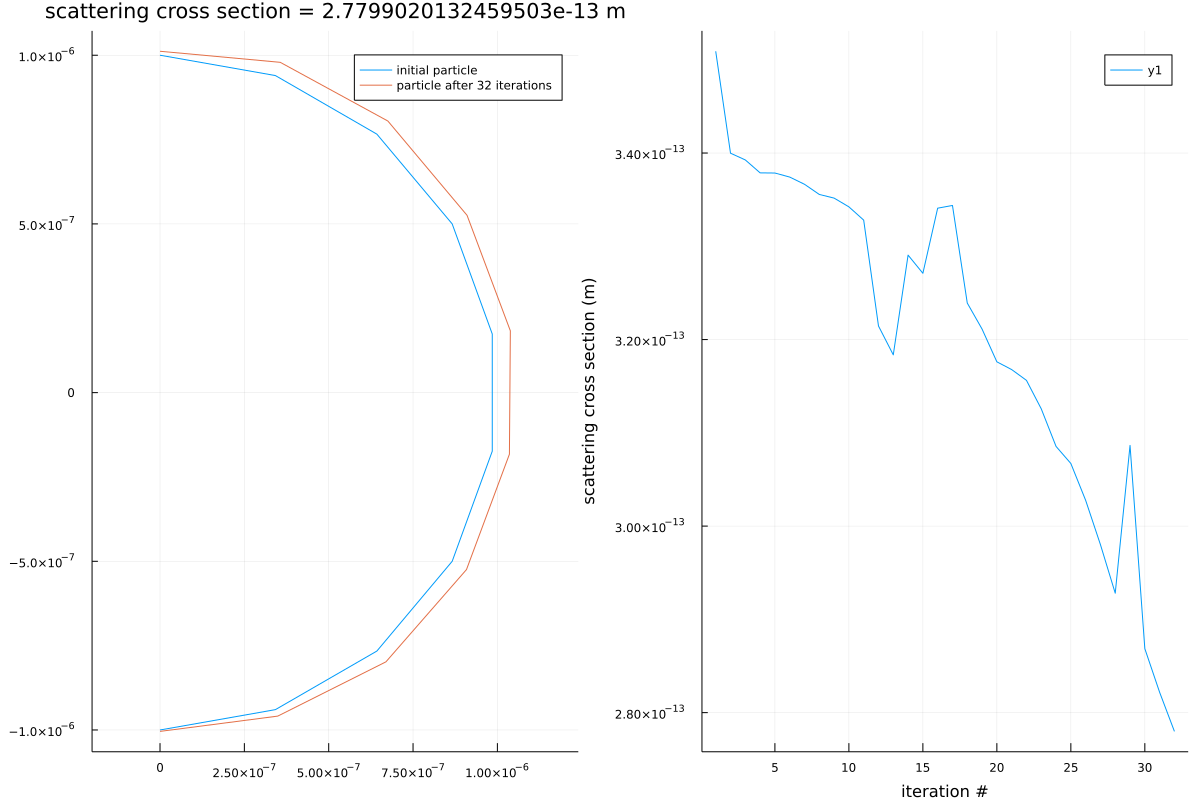 scattering cross section = 2.7799020132459503e-13 m
1.0×10⁻⁶
5.0×10⁻⁷
0
−5.0×10⁻⁷
−1.0×10⁻⁶
initial particle
particle after 32 iterations
0 2.50×10⁻⁷ 5.00×10⁻⁷ 7.50×10⁻⁷ 1.00×10⁻⁶
scattering cross section (m)
3.40×10⁻¹³
3.20×10⁻¹³
3.00×10⁻¹³
2.80×10⁻¹³
y1
5 10 15 20 25 30
iteration #